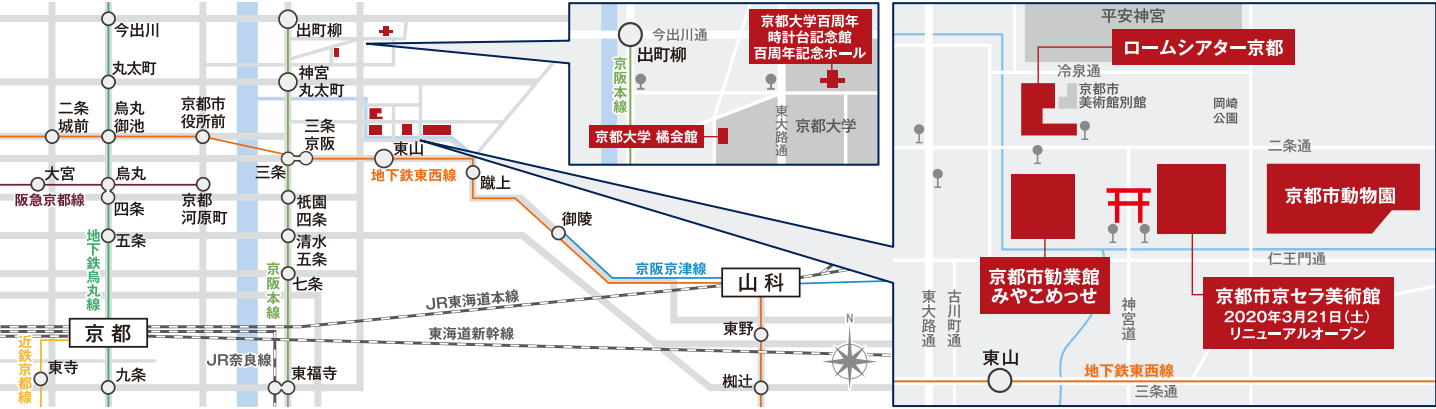 今出川
丸太町
二条
城前
烏丸
御池
京都市
役所前
大宮
阪急京都線
烏丸
四条
京都
河原町
五条
地下鉄烏丸線
京都
近鉄京都線
東寺
九条
出町柳
神宮
丸太町
三条
京阪
三条
東山
地下鉄東西線
蹴上
祇園
四条
清水
五条
七条
京阪本線
御陵
京阪京津線
山科
JR東海道本線
東海道新幹線
JR奈良線
東福寺
東野
椥辻
N
今出川通
出町柳
京阪本線
京都大学百周年
時計台記念館
百周年記念ホール
京都大学 橘会館
東大路通
京都大学
平安神宮
ロームシアター京都
冷泉通
京都市
美術館別館
岡崎
公園
二条通
京都市動物園
仁王門通
京都市勧業館
みやこめっせ
京都市京セラ美術館
2020年3月21日(土)
リニューアルオープン
東大路通
古川町通
神宮道
東山
地下鉄東西線
三条通